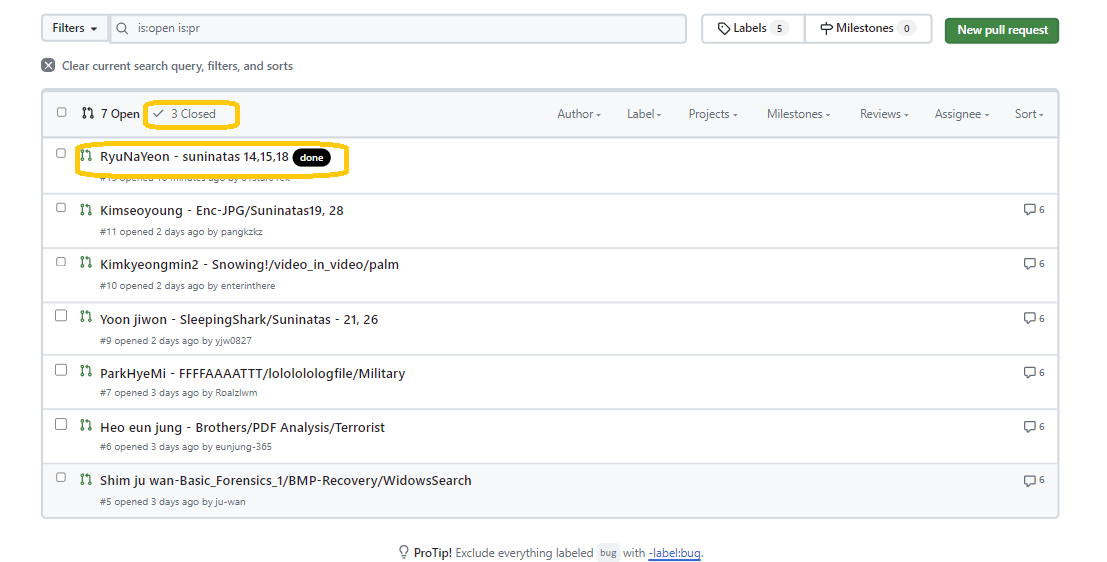 Filters is:open is:pr Labels 5 Milestones 0 New pull request
Clear current search query, filters, and sorts
7 Open 3 Closed Author Label Projects Milestones Reviews Assignee Sort
RyuNaYeon - suninatas 14,15,18 done
minutes ago by
Kimseoyoung - Enc-JPG/Suninatas19, 28 6
#11 opened 2 days ago by pangkzkz
Kimkyeongmin2 - Snowing!/video_in_video/palm 6
#10 opened 2 days ago by enterinthere
Yoon jiwon - SleepingShark/Suninatas - 21, 26 6
#9 opened 2 days ago by yjw0827
ParkHyeMi - FFFFAAAATTT/lolololologfile/Military 6
#7 opened 3 days ago by Roalzlwm
Heo eun jung - Brothers/PDF Analysis/Terrorist 6
#6 opened 3 days ago by eunjung-365
Shim ju wan-Basic_Forensics_1/BMP-Recovery/WidowsSearch 6
#5 opened 3 days ago by ju-wan
ProTip! Exclude everything labeled bug with -label:bug.